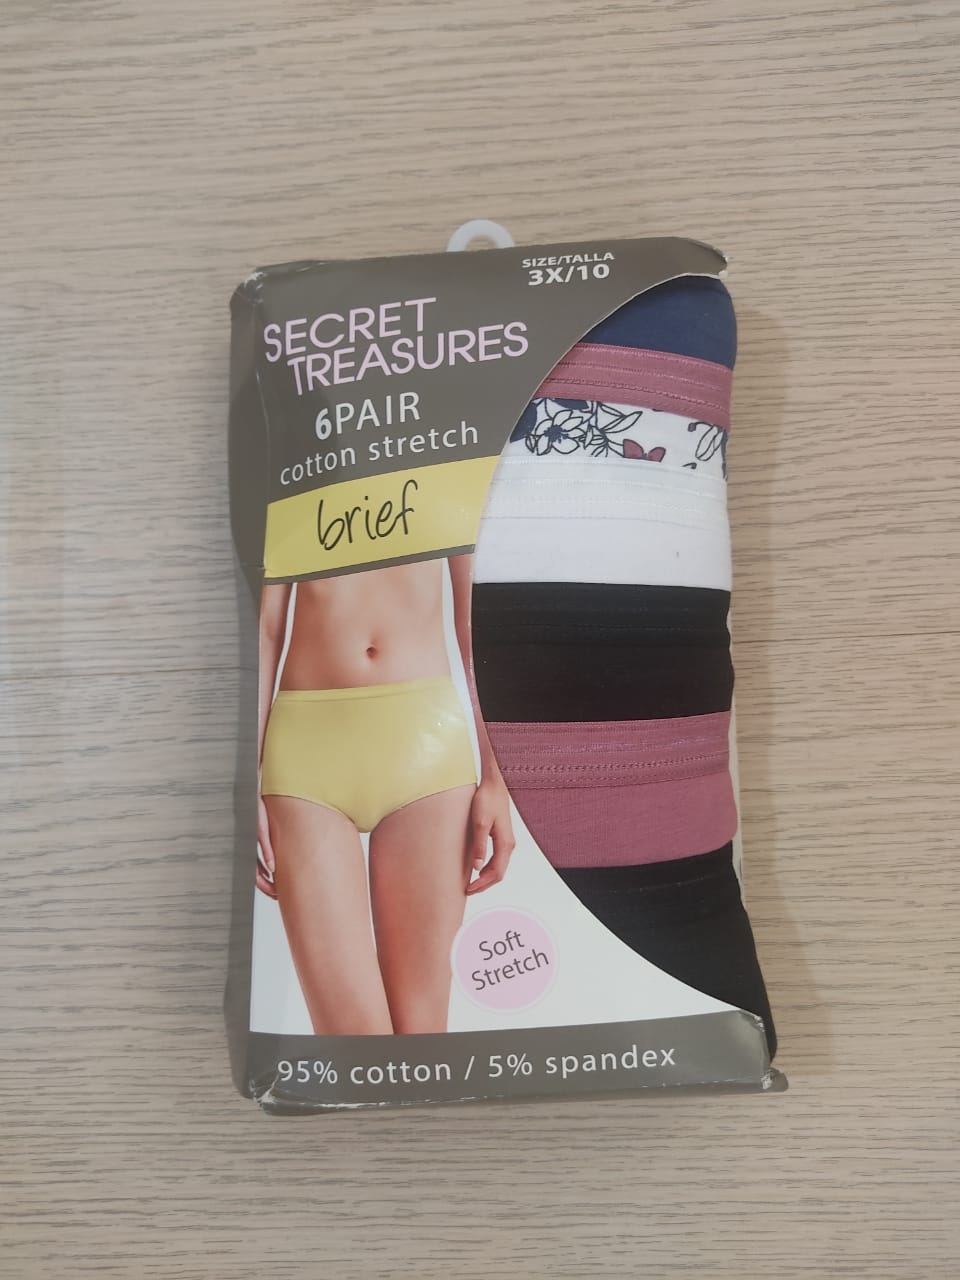 SIZE/TALLA
3X/10
SECRET
TREASURES
6PAIR
cotton stretch
brief
Soft
Stretch
95% cotton / 5% spandex